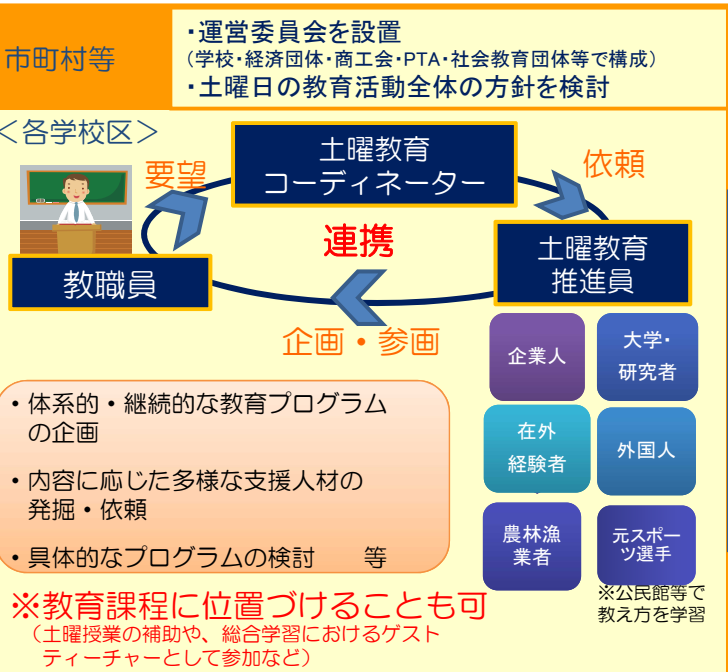 市町村等
・運営委員会を設置
(学校・経済団体・商工会・PTA・社会教育団体等で構成)
・土曜日の教育活動全体の方針を検討
＜各学校区＞
土曜教育
コーディネーター
要望
依頼
連携
教職員
土曜教育
推進員
企画・参画
企業人
大学・
研究者
在外
経験者
外国人
農林漁
業者
元スポー
ツ選手
※公民館等で
教え方を学習
・体系的・継続的な教育プログラム
の企画
・内容に応じた多様な支援人材の
発掘・依頼
・具体的なプログラムの検討　等
※教育課程に位置づけることも可
（土曜授業の補助や、総合学習におけるゲスト
ティーチャーとして参加など）